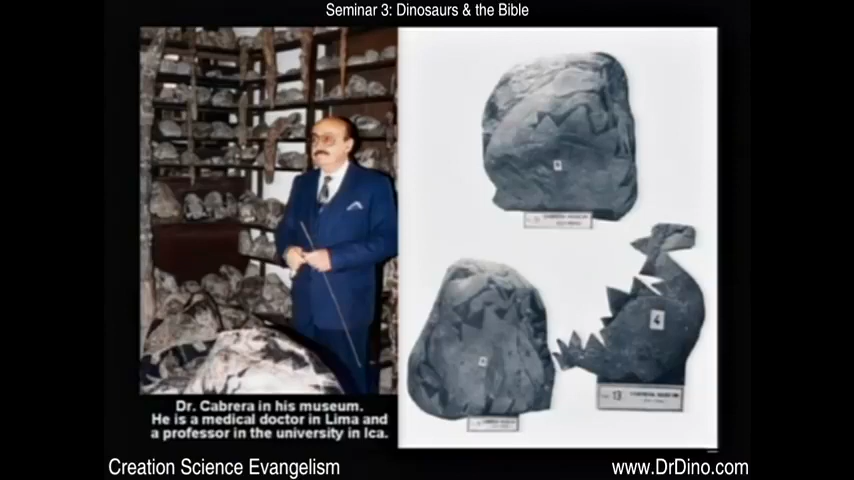 Seminar 3: Dinosaurs & the Bible
4
13
Dr. Cabrera in his museum.
He is a medical doctor in Lima and
a professor in the university in Ica.
Creation Science Evangelism
www.DrDino.com